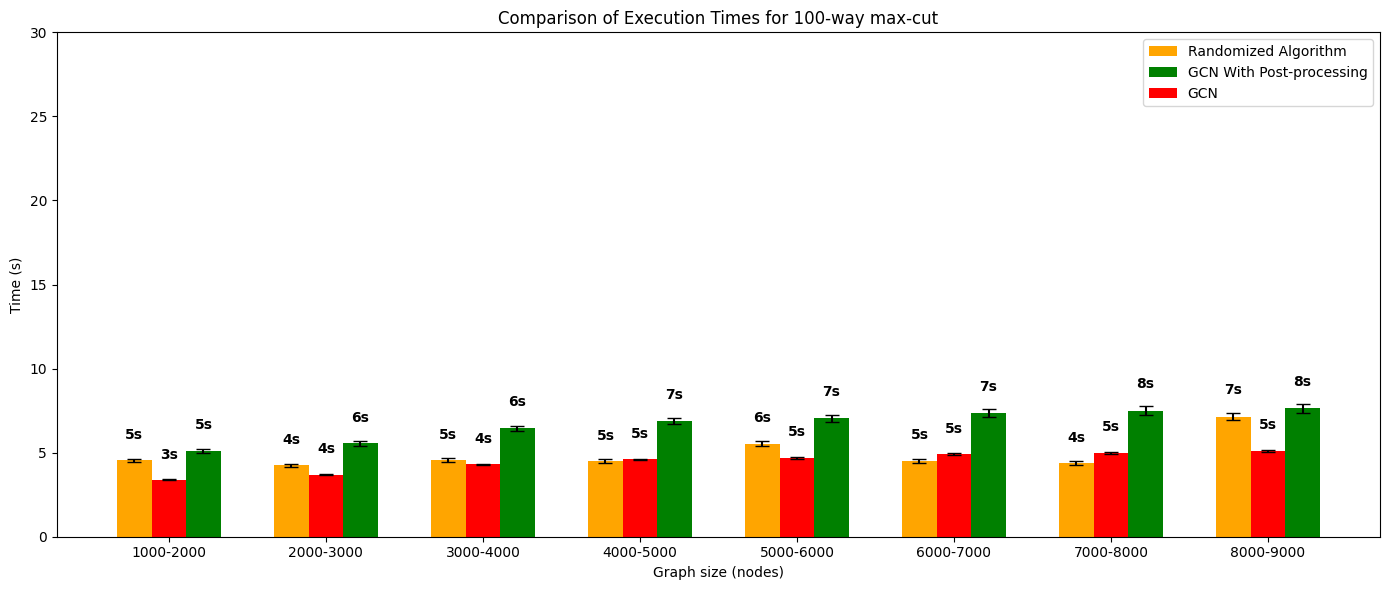 Comparison of Execution Times for 100-way max-cut
Randomized Algorithm
GCN With Post-processing
GCN
Time (s)
30
25
20
15
10
5
0
5s
3s
5s
4s
4s
6s
5s
4s
6s
5s
5s
7s
6s
5s
7s
5s
5s
7s
4s
5s
8s
7s
5s
8s
1000-2000
2000-3000
3000-4000
4000-5000
5000-6000
6000-7000
7000-8000
8000-9000
Graph size (nodes)